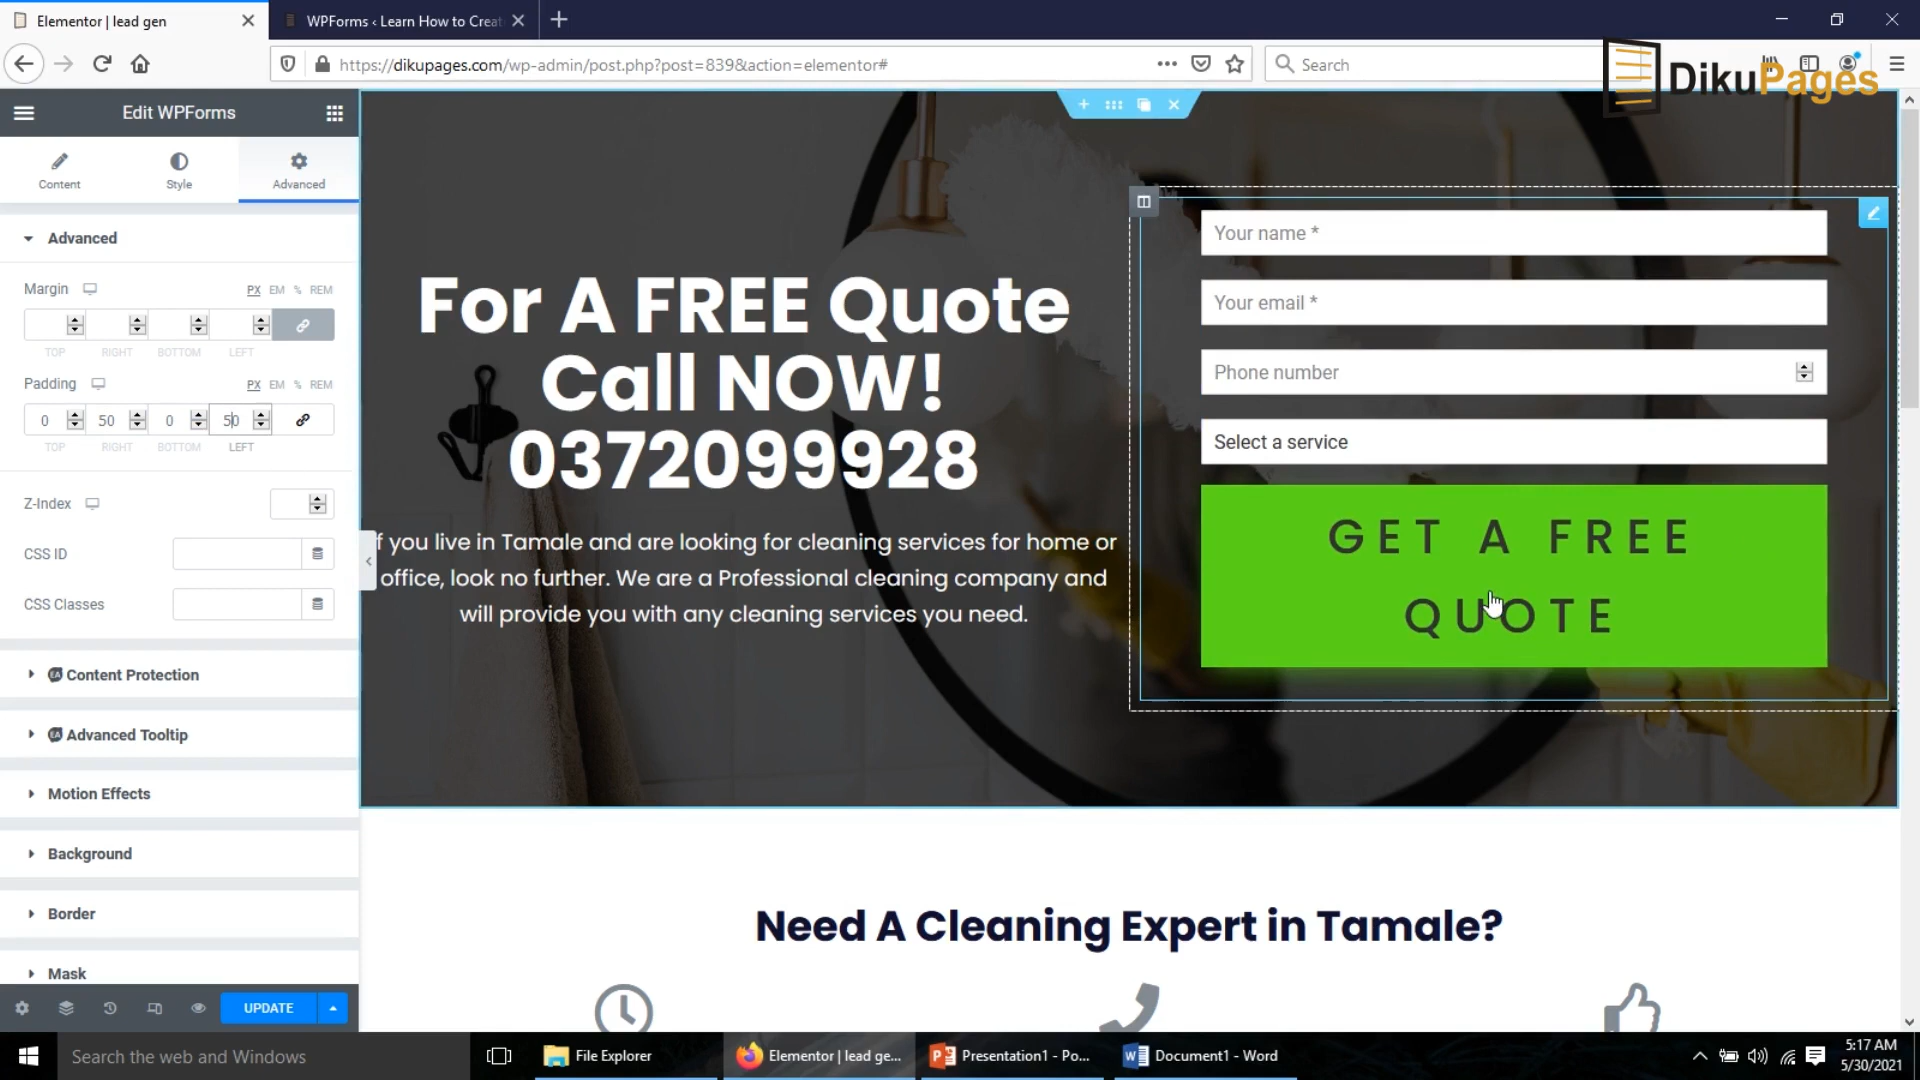 Elementor | lead gen
WPForms ‹ Learn How to Creat
https://dikupages.com/wp-admin/post.php?post=839&action=elementor#
Search
DikuPages
Edit WPForms
Content
Style
Advanced
Advanced
Margin
PX EM % REM
TOP RIGHT BOTTOM LEFT
Padding
PX EM % REM
0 50 0 50
TOP RIGHT BOTTOM LEFT
Z-Index
CSS ID
CSS Classes
EA Content Protection
EA Advanced Tooltip
Motion Effects
Background
Border
Mask
UPDATE
For A FREE Quote
Call NOW!
0372099928
f you live in Tamale and are looking for cleaning services for home or
office, look no further. We are a Professional cleaning company and
will provide you with any cleaning services you need.
Your name *
Your email *
Phone number
Select a service
GET A FREE
QUOTE
Need A Cleaning Expert in Tamale?
Search the web and Windows
File Explorer
Elementor | lead ge...
Presentation1 - Po...
Document1 - Word
5:17 AM
5/30/2021